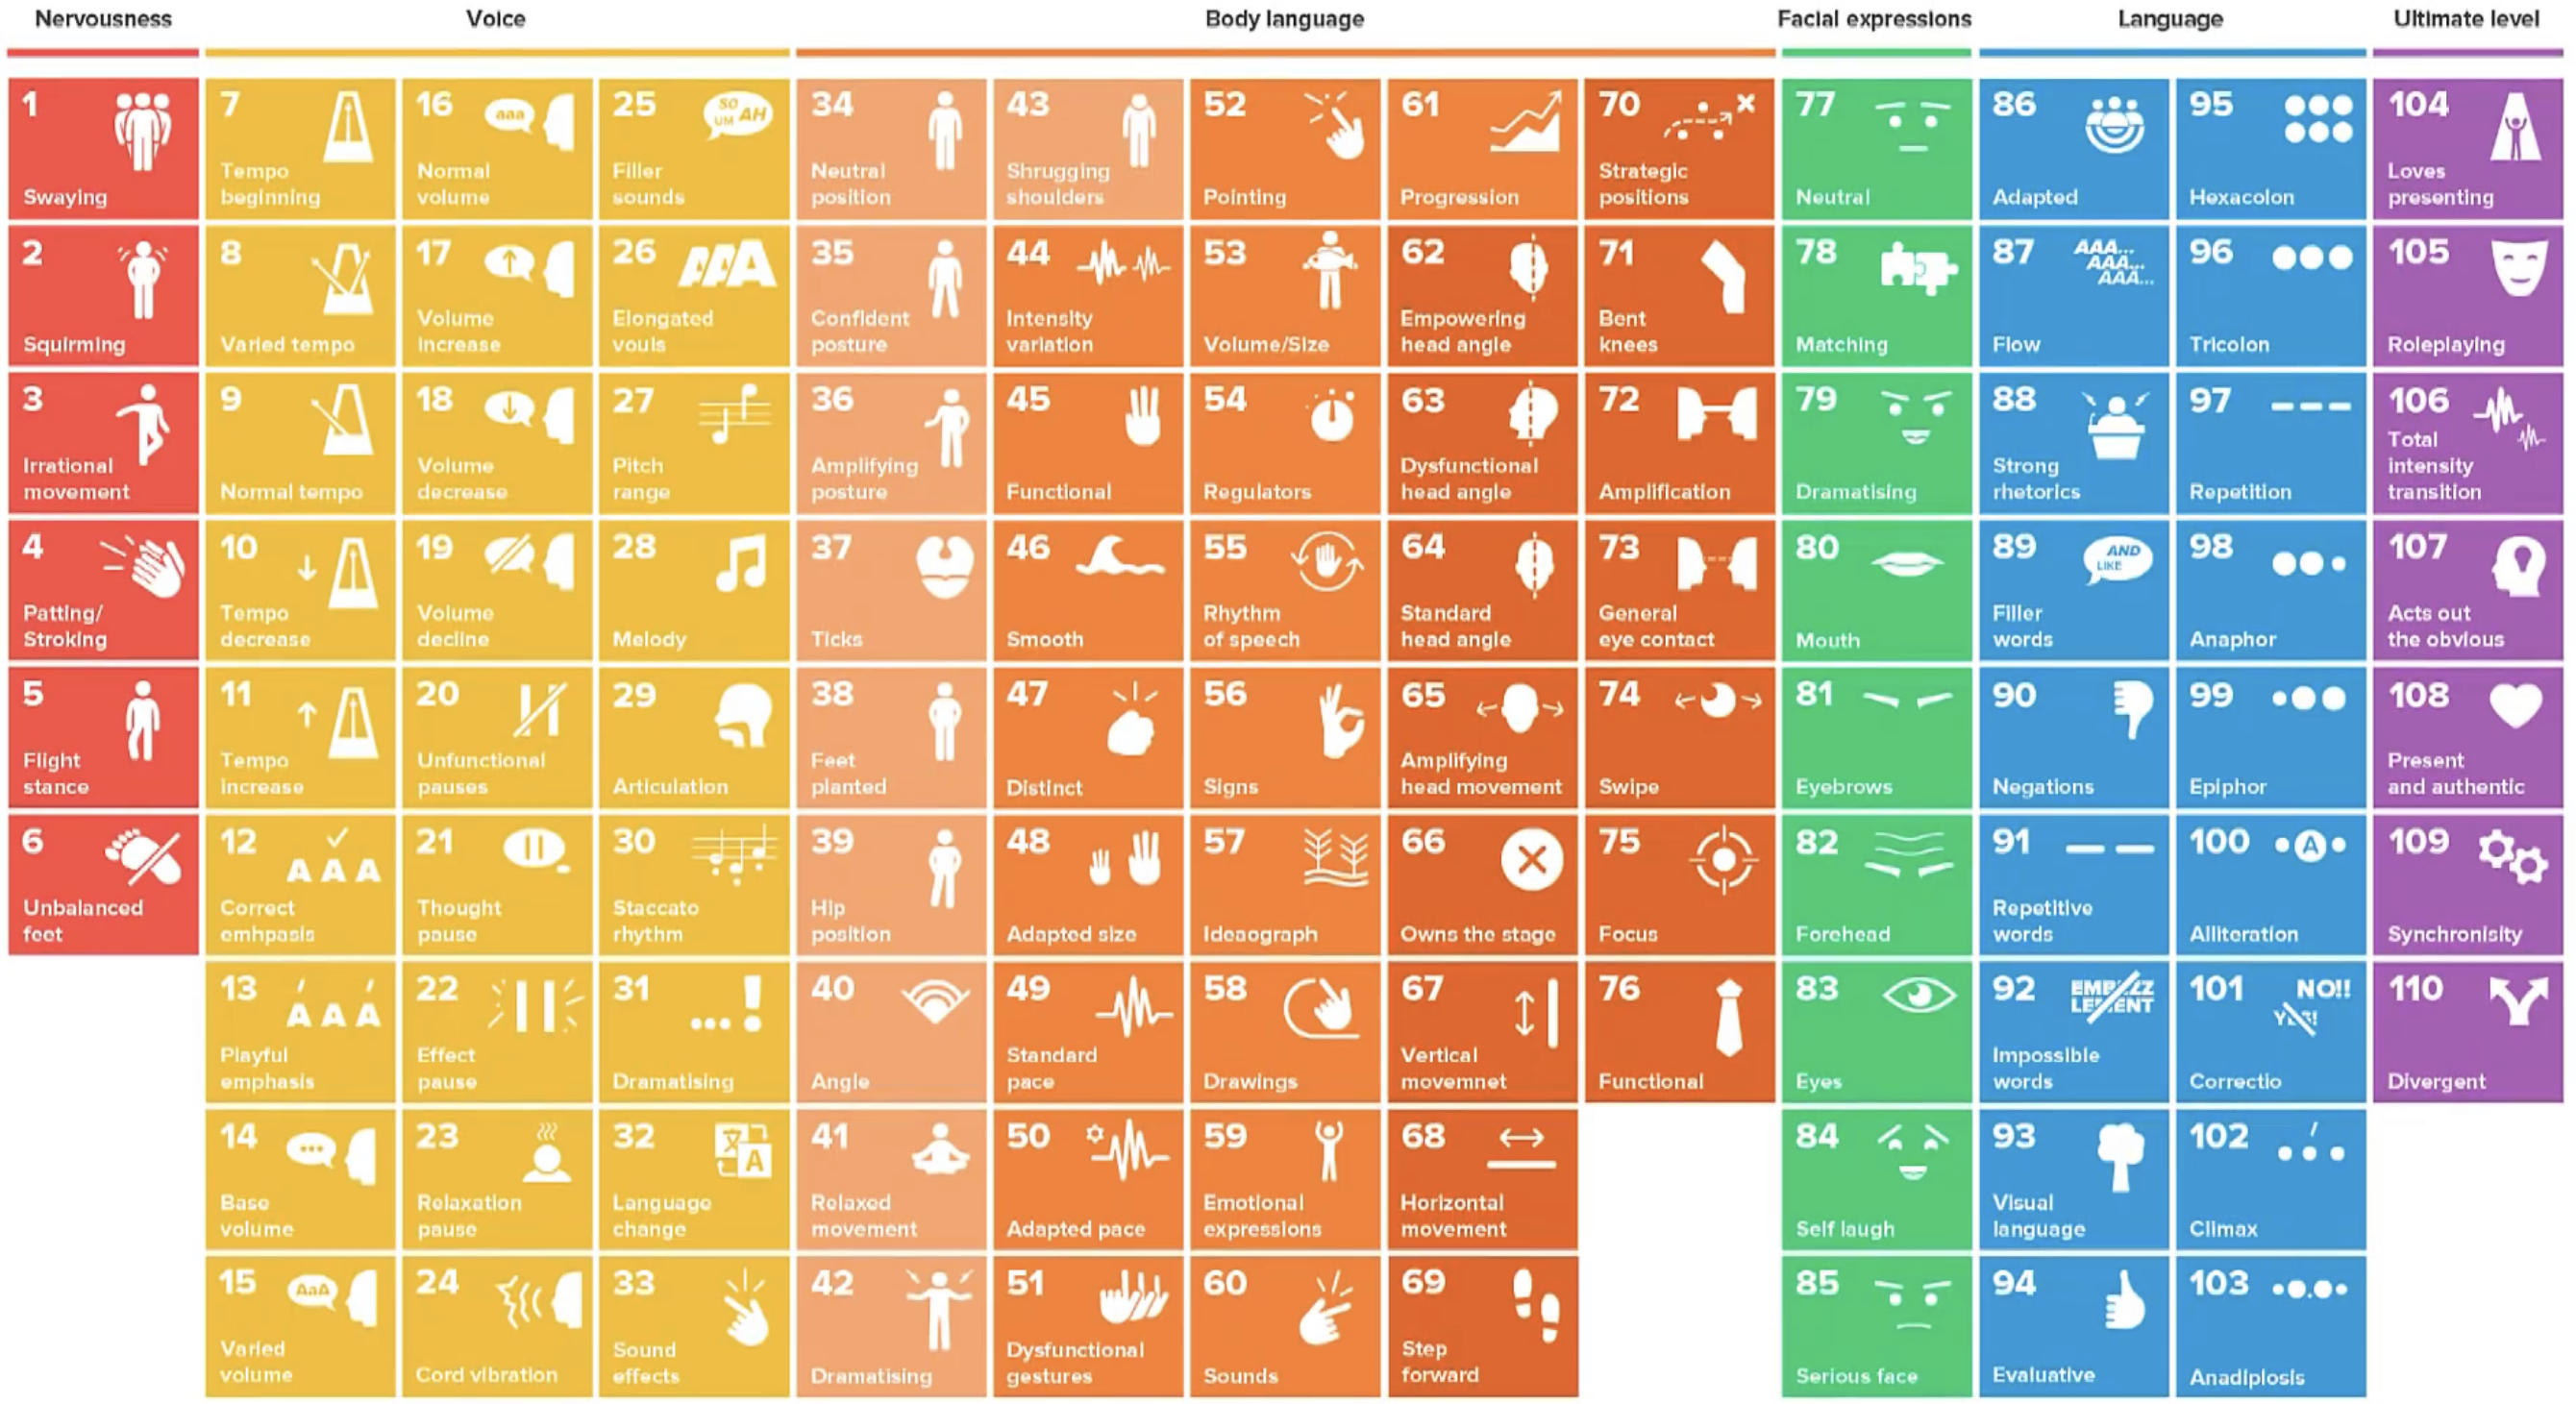 Nervousness
Voice
Body language
Facial expressions
Language
Ultimate level
1
Swaying
7
Tempo
beginning
16
aaa
Normal
volume
25
SO
UM AH
Filler
sounds
34
Neutral
position
43
Shrugging
shoulders
52
Pointing
61
Progression
70
Strategic
positions
77
Neutral
86
Adapted
95
Hexacolon
104
Loves
presenting
2
Squirming
8
Varied tempo
17
Volume
increase
26
AAA
Elongated
vouls
35
Confident
posture
44
Intensity
variation
53
Volume/Size
62
Empowering
head angle
71
Bent
knees
78
Matching
87
AAA...
AAA...
AAA...
Flow
96
Tricolon
105
Roleplaying
3
Irrational
movement
9
Normal tempo
18
Volume
decrease
27
Pitch
range
36
Amplifying
posture
45
Functional
54
Regulators
63
Dysfunctional
head angle
72
Amplification
79
Dramatising
88
Strong
rhetorics
97
Repetition
106
Total
intensity
transition
4
Patting/
Stroking
10
Tempo
decrease
19
Volume
decline
28
Melody
37
Ticks
46
Smooth
55
Rhythm
of speech
64
Standard
head angle
73
General
eye contact
80
Mouth
89
AND
LIKE
Filler
words
98
Anaphor
107
Acts out
the obvious
5
Flight
stance
11
Tempo
increase
20
Unfunctional
pauses
29
Articulation
38
Feet
planted
47
Distinct
56
Signs
65
Amplifying
head movement
74
Swipe
81
Eyebrows
90
Negations
99
Epiphor
108
Present
and authentic
6
Unbalanced
feet
12
A A A
Correct
emhpasis
21
Thought
pause
30
Staccato
rhythm
39
Hip
position
48
Adapted size
57
Ideaograph
66
Owns the stage
75
Focus
82
Forehead
91
Repetitive
words
100
A
Alliteration
109
Synchronisity
13
A A A
Playful
emphasis
22
Effect
pause
31
...!
Dramatising
40
Angle
49
Standard
pace
58
Drawings
67
Vertical
movemnet
76
Functional
83
Eyes
92
EMBEZZ
LEMENT
Impossible
words
101
NO!!
YES!
Correctio
110
Divergent
14
...
Base
volume
23
Relaxation
pause
32
文
A
Language
change
41
Relaxed
movement
50
Adapted pace
59
Emotional
expressions
68
Horizontal
movement
84
Self laugh
93
Visual
language
102
Climax
15
AaA
Varied
volume
24
Cord vibration
33
Sound
effects
42
Dramatising
51
Dysfunctional
gestures
60
Sounds
69
Step
forward
85
Serious face
94
Evaluative
103
Anadiplosis